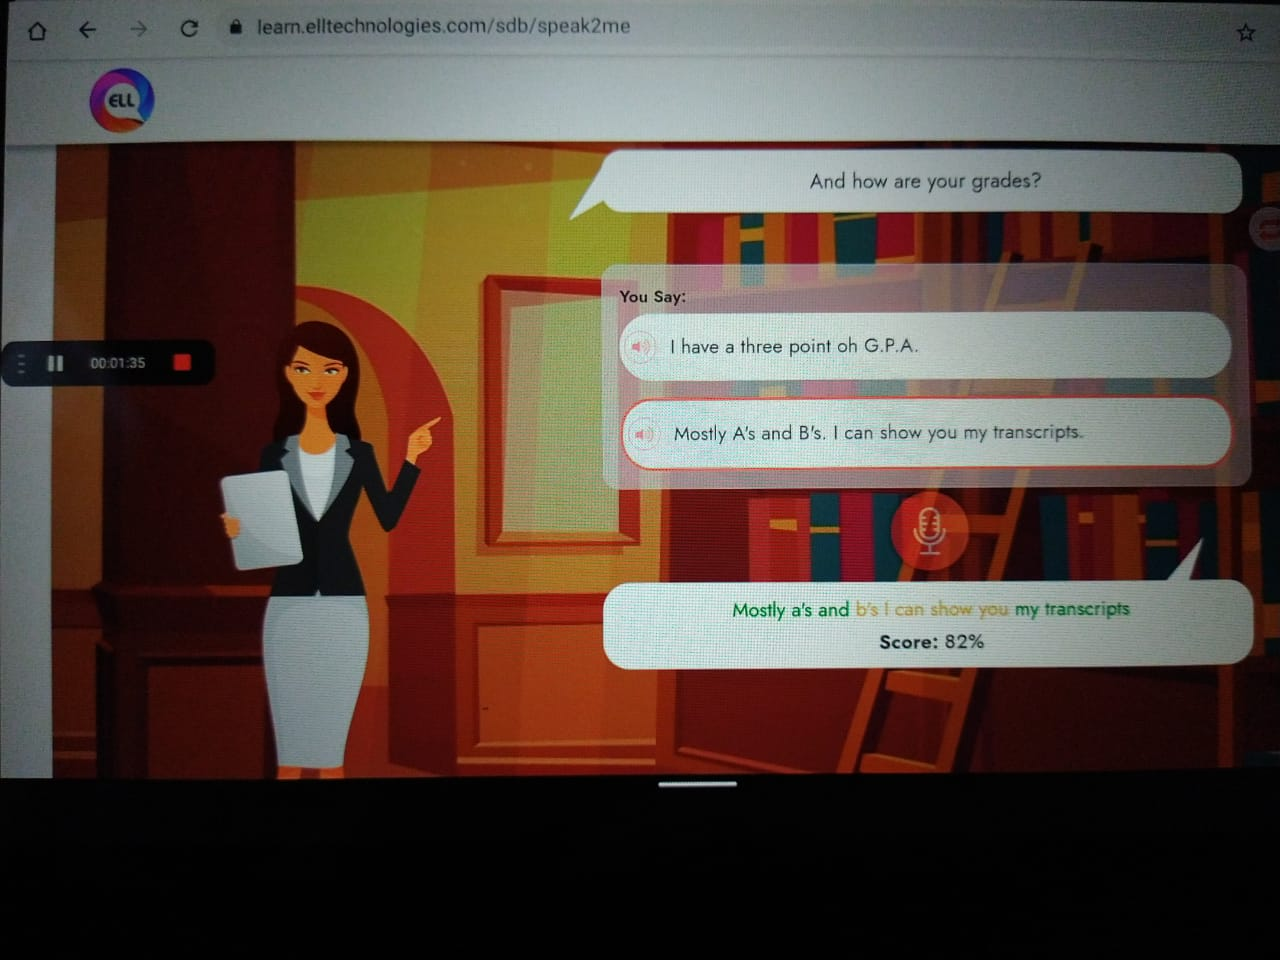 learn.elltechnologies.com/sdb/speak2me
ELL
And how are your grades?
You Say:
I have a three point oh G.P.A.
Mostly A's and B's. I can show you my transcripts.
00:01:35
Mostly a's and b's I can show you my transcripts
Score: 82%